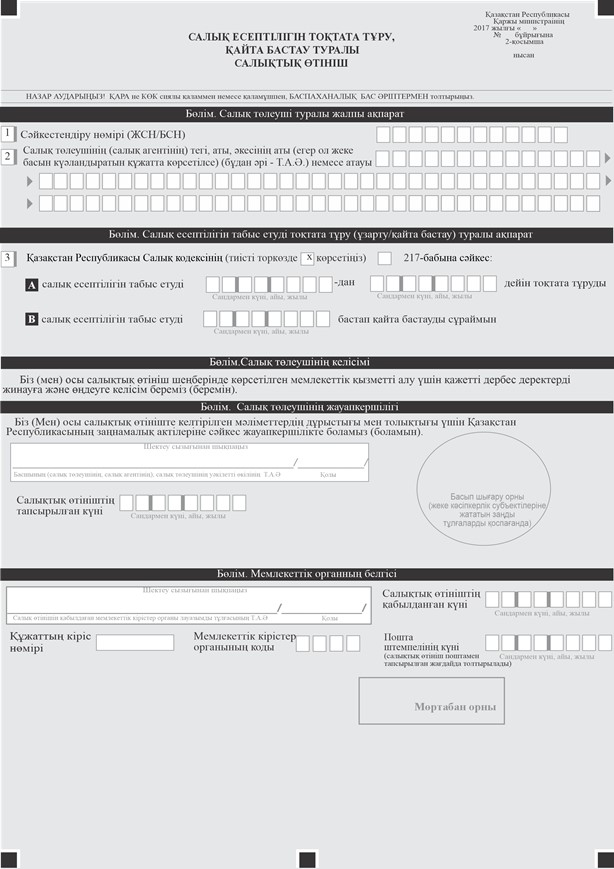 Қазақстан Республикасы
Қаржы министрінің
2017 жылғы «     »
№     бұйрығына
2-қосымша
нысан
САЛЫҚ ЕСЕПТІЛІГІН ТОҚТАТА ТҰРУ,
ҚАЙТА БАСТАУ ТУРАЛЫ
САЛЫҚТЫҚ ӨТІНІШ
НАЗАР АУДАРЫҢЫЗ! ҚАРА не КӨК сиялы қаламмен немесе қаламұшпен, БАСПАХАНАЛЫҚ БАС ӘРІПТЕРМЕН толтырыңыз.
Бөлім. Салық төлеуші туралы жалпы ақпарат
1 Сәйкестендіру нөмірі (ЖСН/БСН)
2 Салық төлеушінің (салық агентінің) тегі, аты, әкесінің аты (егер ол жеке
басын куәландыратын құжатта көрсетілсе) (бұдан әрі - Т.А.Ә.) немесе атауы
Бөлім. Салық есептілігін табыс етуді тоқтата тұру (ұзарту/қайта бастау) туралы ақпарат
3 Қазақстан Республикасы Салық кодексінің (тиісті торкөзде x көрсетіңіз) 217-бабына сәйкес:
A салық есептілігін табыс етуді -дан дейін тоқтата тұруды
Сандармен күні, айы, жылы Сандармен күні, айы, жылы
B салық есептілігін табыс етуді бастап қайта бастауды сұраймын
Сандармен күні, айы, жылы
Бөлім.Салық төлеушінің келісімі
Біз (мен) осы салықтық өтініш шеңберінде көрсетілген мемлекеттік қызметті алу үшін қажетті дербес деректерді
жинауға және өңдеуге келісім береміз (беремін).
Бөлім. Салық төлеушінің жауапкершілігі
Біз (Мен) осы салықтық өтініште келтірілген мәліметтердің дұрыстығы мен толықтығы үшін Қазақстан
Республикасының заңнамалық актілеріне сәйкес жауапкершілікте боламыз (боламын).
Шектеу сызығынан шықпаңыз
/ /
Басшының (салық төлеушінің, салық агентінің), салық төлеушінің уәкілетті өкілінің Т.А.Ә Қолы
Басып шығару орны
(жеке кәсіпкерлік субъектілеріне
жататын заңды
тұлғаларды қоспағанда)
Салықтық өтініштің
тапсырылған күні
Сандармен күні, айы, жылы
Бөлім. Мемлекеттік органның белгісі
Шектеу сызығынан шықпаңыз
/ /
Салық өтінішін қабылдаған мемлекеттік кірістер органы лауазымды тұлғасының Т.А.Ә Қолы
Салықтық өтініштің
қабылданған күні
Сандармен күні, айы, жылы
Құжаттың кіріс
нөмірі
Мемлекеттік кірістер
органының коды
Пошта
штемпелінің күні
(салықтық өтініш поштамен
тапсырылған жағдайда толтырылады)
Сандармен күні, айы, жылы
Мөртабан орны